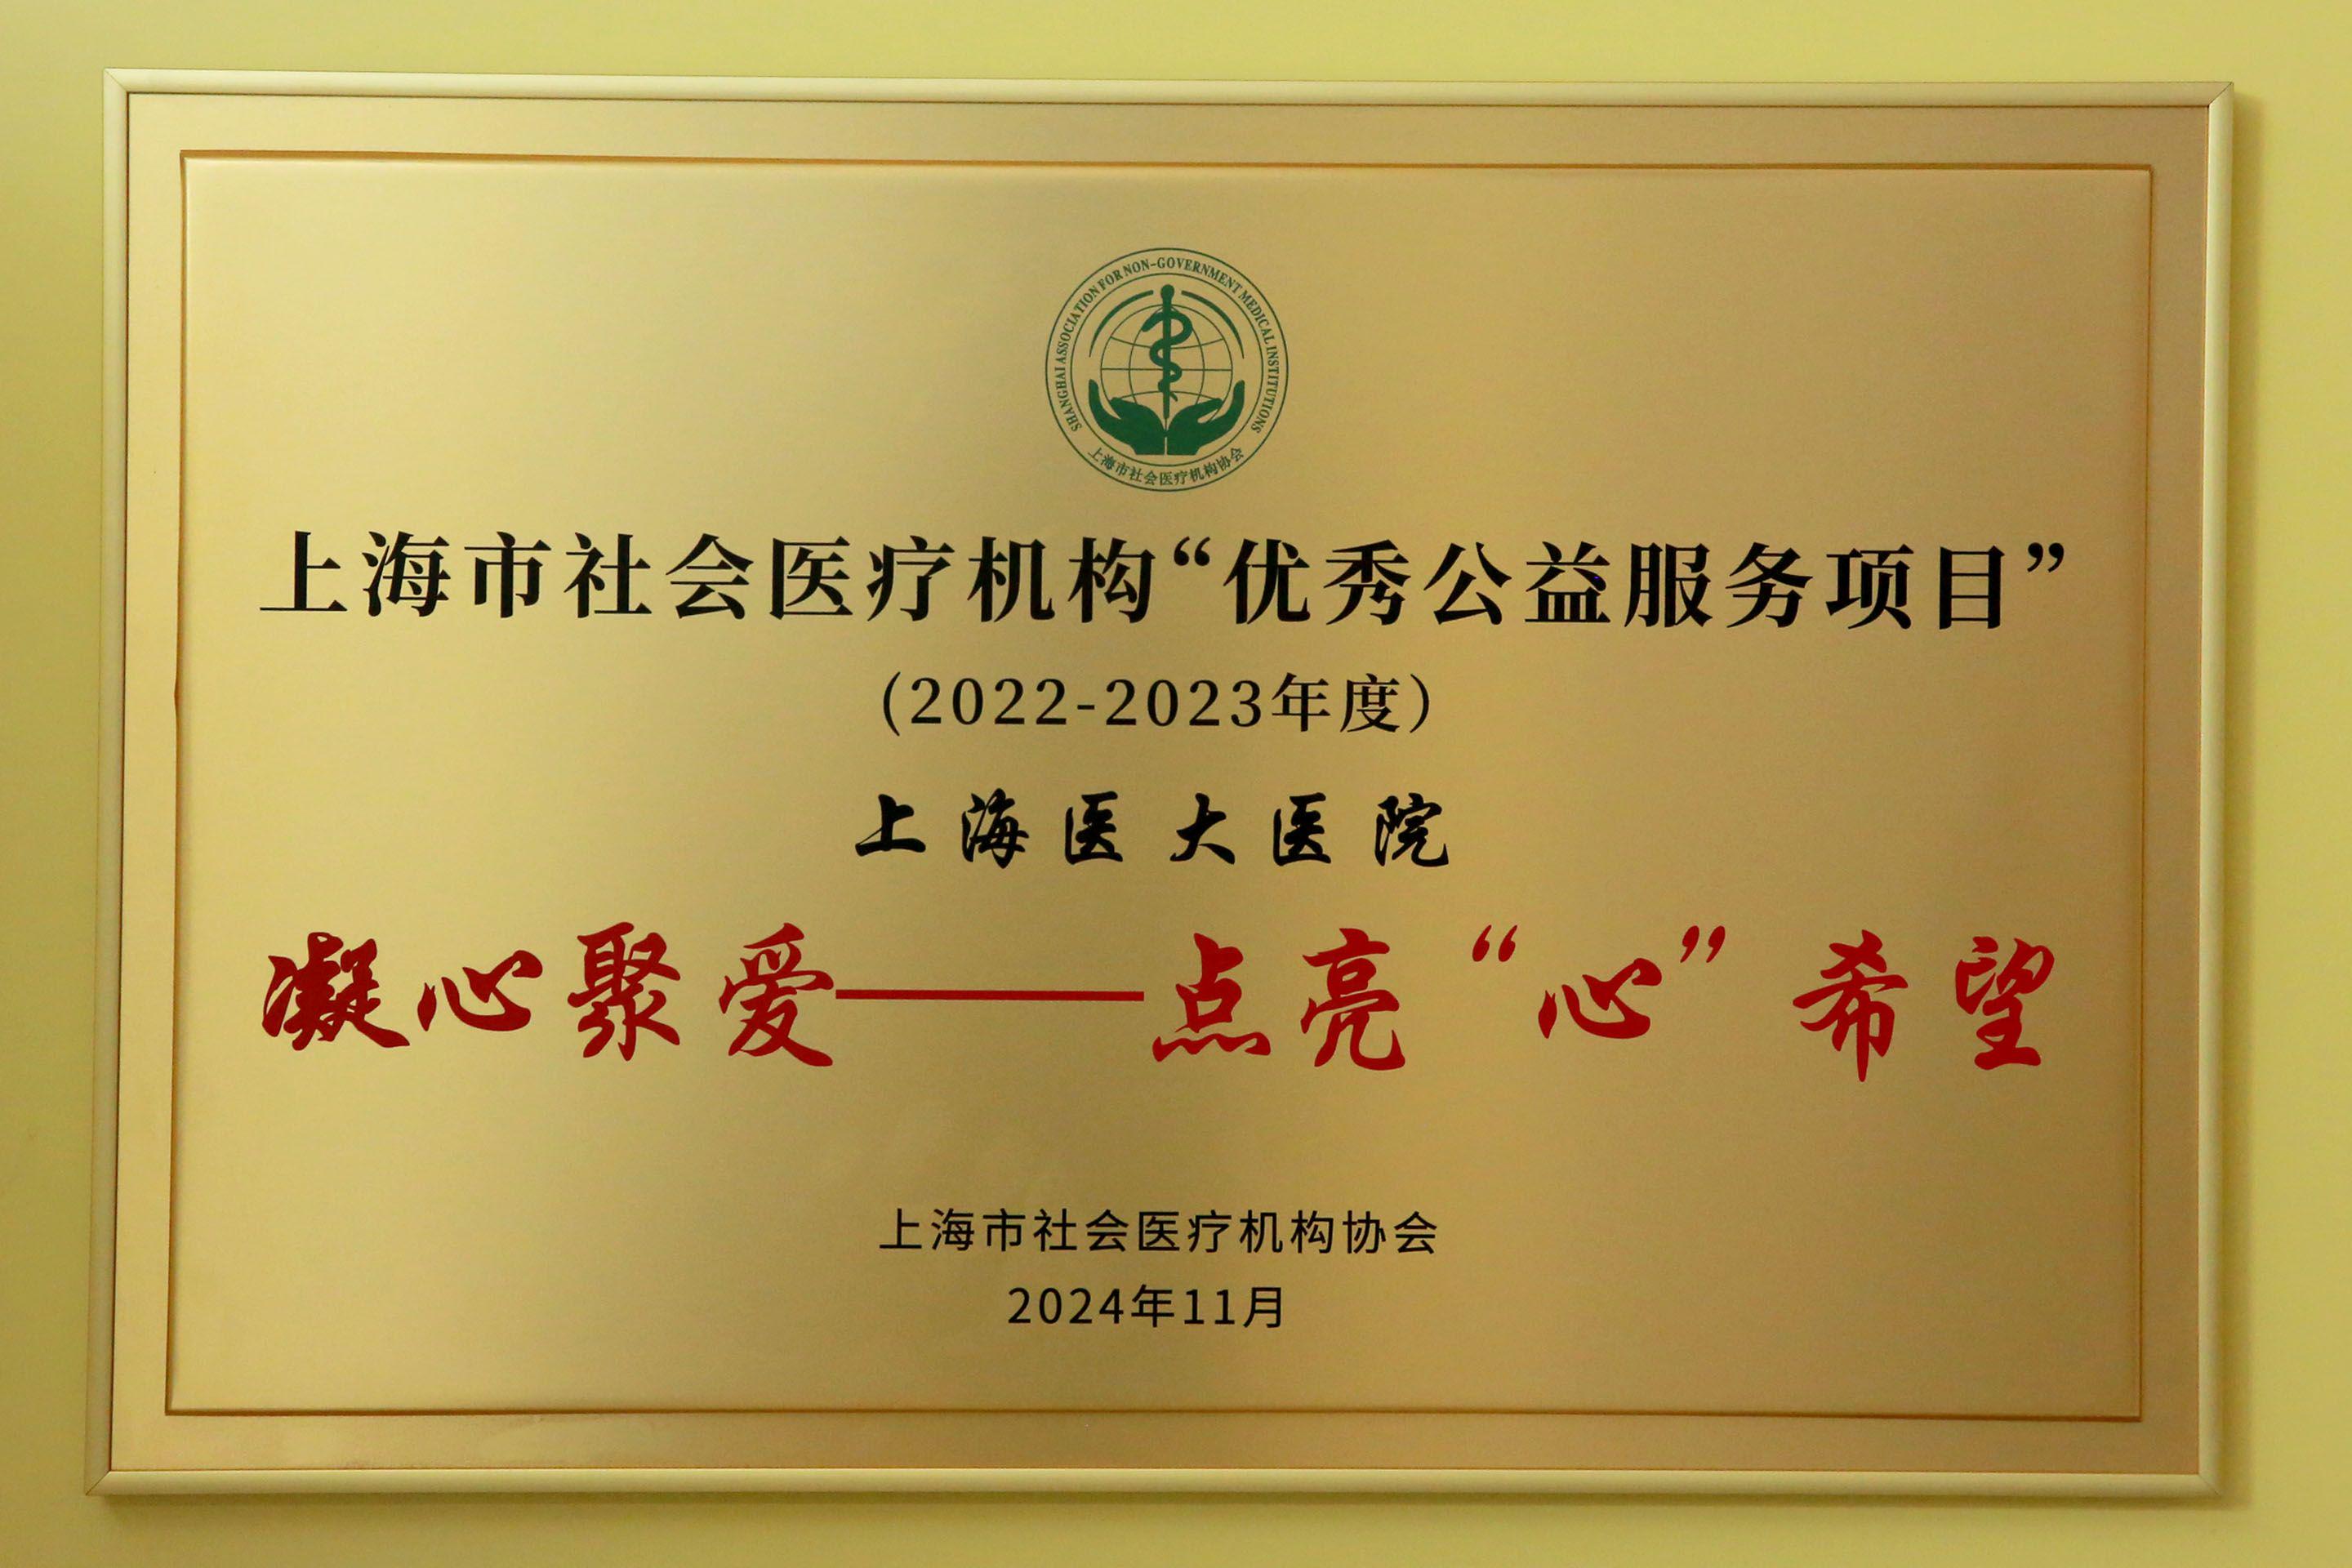 SHANGHAI ASSOCIATION FOR NON-GOVERNMENT MEDICAL INSTITUTIONS
上海市社会医疗机构协会
上海市社会医疗机构“优秀公益服务项目”
(2022-2023年度)
上海医大医院
凝心聚爱——点亮“心”希望
上海市社会医疗机构协会
2024年11月